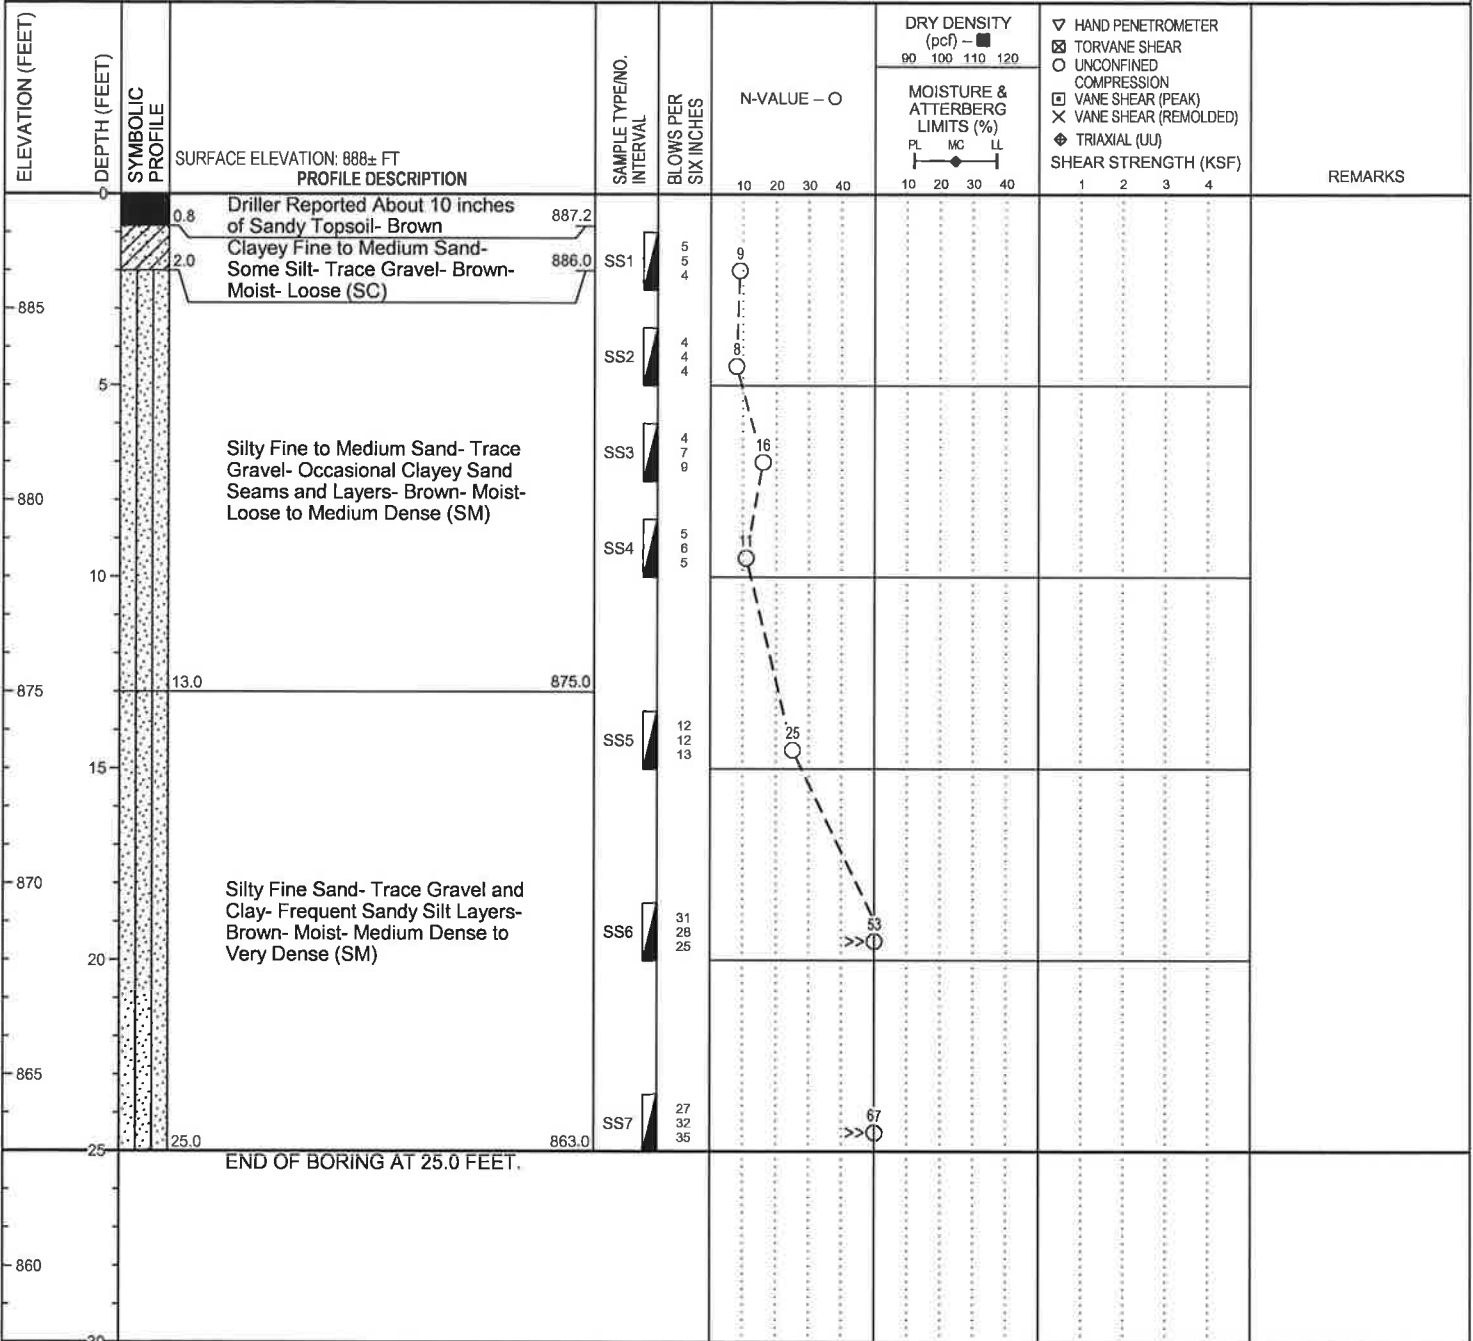 ELEVATION (FEET)
DEPTH (FEET)
SYMBOLIC
PROFILE
SURFACE ELEVATION: 888± FT
PROFILE DESCRIPTION
SAMPLE TYPE/NO.
INTERVAL
BLOWS PER
SIX INCHES
N-VALUE – O
10 20 30 40
DRY DENSITY
(pcf) – ■
90 100 110 120
MOISTURE &
ATTERBERG
LIMITS (%)
PL MC LL
10 20 30 40
▽ HAND PENETROMETER
⊠ TORVANE SHEAR
○ UNCONFINED
COMPRESSION
⊡ VANE SHEAR (PEAK)
✕ VANE SHEAR (REMOLDED)
TRIAXIAL (UU)
SHEAR STRENGTH (KSF)
1 2 3 4
REMARKS
0
0.8 Driller Reported About 10 inches 887.2
of Sandy Topsoil- Brown
Clayey Fine to Medium Sand-
2.0 Some Silt- Trace Gravel- Brown- 886.0
Moist- Loose (SC)
SS1
5
5
4
9
885
SS2
4
4
4
8
5
Silty Fine to Medium Sand- Trace
Gravel- Occasional Clayey Sand
Seams and Layers- Brown- Moist-
Loose to Medium Dense (SM)
SS3
4
7
9
16
880
SS4
5
6
5
11
10
875
13.0 875.0
SS5
12
12
13
25
15
870
Silty Fine Sand- Trace Gravel and
Clay- Frequent Sandy Silt Layers-
Brown- Moist- Medium Dense to
Very Dense (SM)
SS6
31
28
25
53
>>
20
865
SS7
27
32
35
67
>>
25.0 863.0
25
END OF BORING AT 25.0 FEET.
860